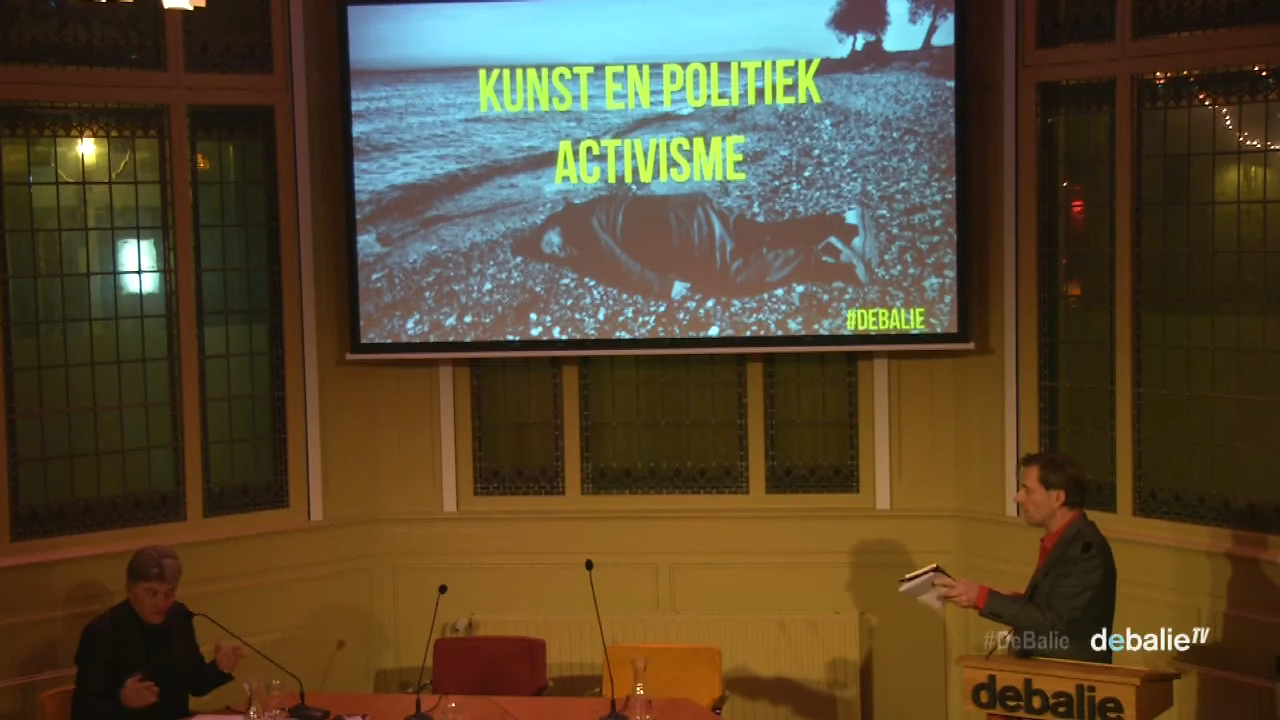 KUNST EN POLITIEK
ACTIVISME
#DEBALIE
#DeBalie debalieTV
debalie